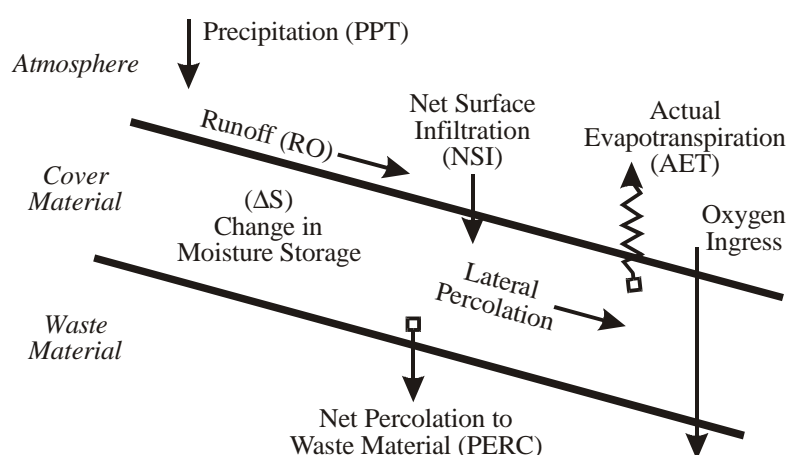 Precipitation (PPT)
Atmosphere
Runoff (RO)
Net Surface
Infiltration
(NSI)
Actual
Evapotranspiration
(AET)
Cover
Material
(ΔS)
Change in
Moisture Storage
Oxygen
Ingress
Lateral
Percolation
Waste
Material
Net Percolation to
Waste Material (PERC)